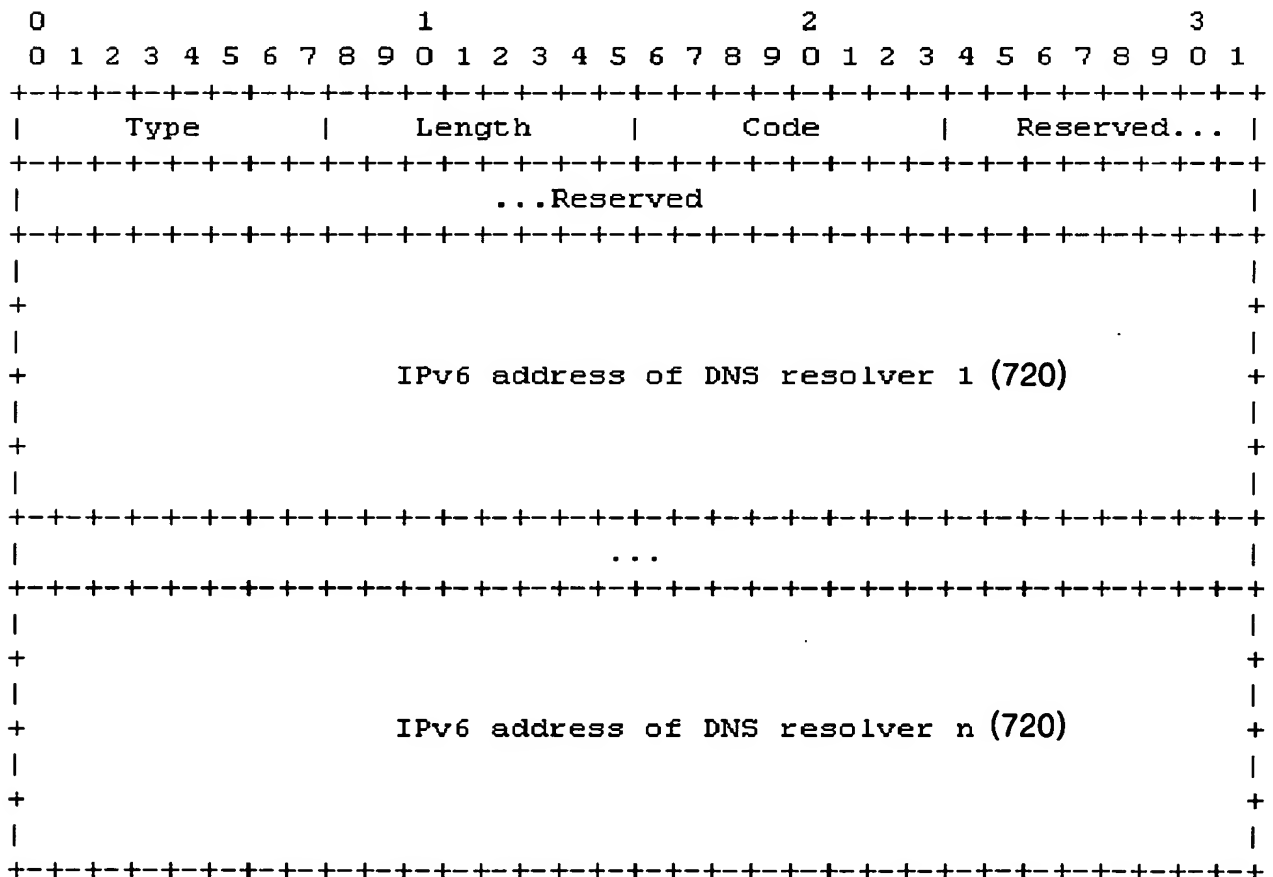 0 1 2 3
0 1 2 3 4 5 6 7 8 9 0 1 2 3 4 5 6 7 8 9 0 1 2 3 4 5 6 7 8 9 0 1
+-+-+-+-+-+-+-+-+-+-+-+-+-+-+-+-+-+-+-+-+-+-+-+-+-+-+-+-+-+-+-+-+
| Type | Length | Code | Reserved... |
+-+-+-+-+-+-+-+-+-+-+-+-+-+-+-+-+-+-+-+-+-+-+-+-+-+-+-+-+-+-+-+-+
| ...Reserved |
+-+-+-+-+-+-+-+-+-+-+-+-+-+-+-+-+-+-+-+-+-+-+-+-+-+-+-+-+-+-+-+-+
| |
+ +
| |
+ IPv6 address of DNS resolver 1 (720) +
| |
+ +
| |
+-+-+-+-+-+-+-+-+-+-+-+-+-+-+-+-+-+-+-+-+-+-+-+-+-+-+-+-+-+-+-+-+
| ... |
+-+-+-+-+-+-+-+-+-+-+-+-+-+-+-+-+-+-+-+-+-+-+-+-+-+-+-+-+-+-+-+-+
| |
+ +
| |
+ IPv6 address of DNS resolver n (720) +
| |
+ +
| |
+-+-+-+-+-+-+-+-+-+-+-+-+-+-+-+-+-+-+-+-+-+-+-+-+-+-+-+-+-+-+-+-+